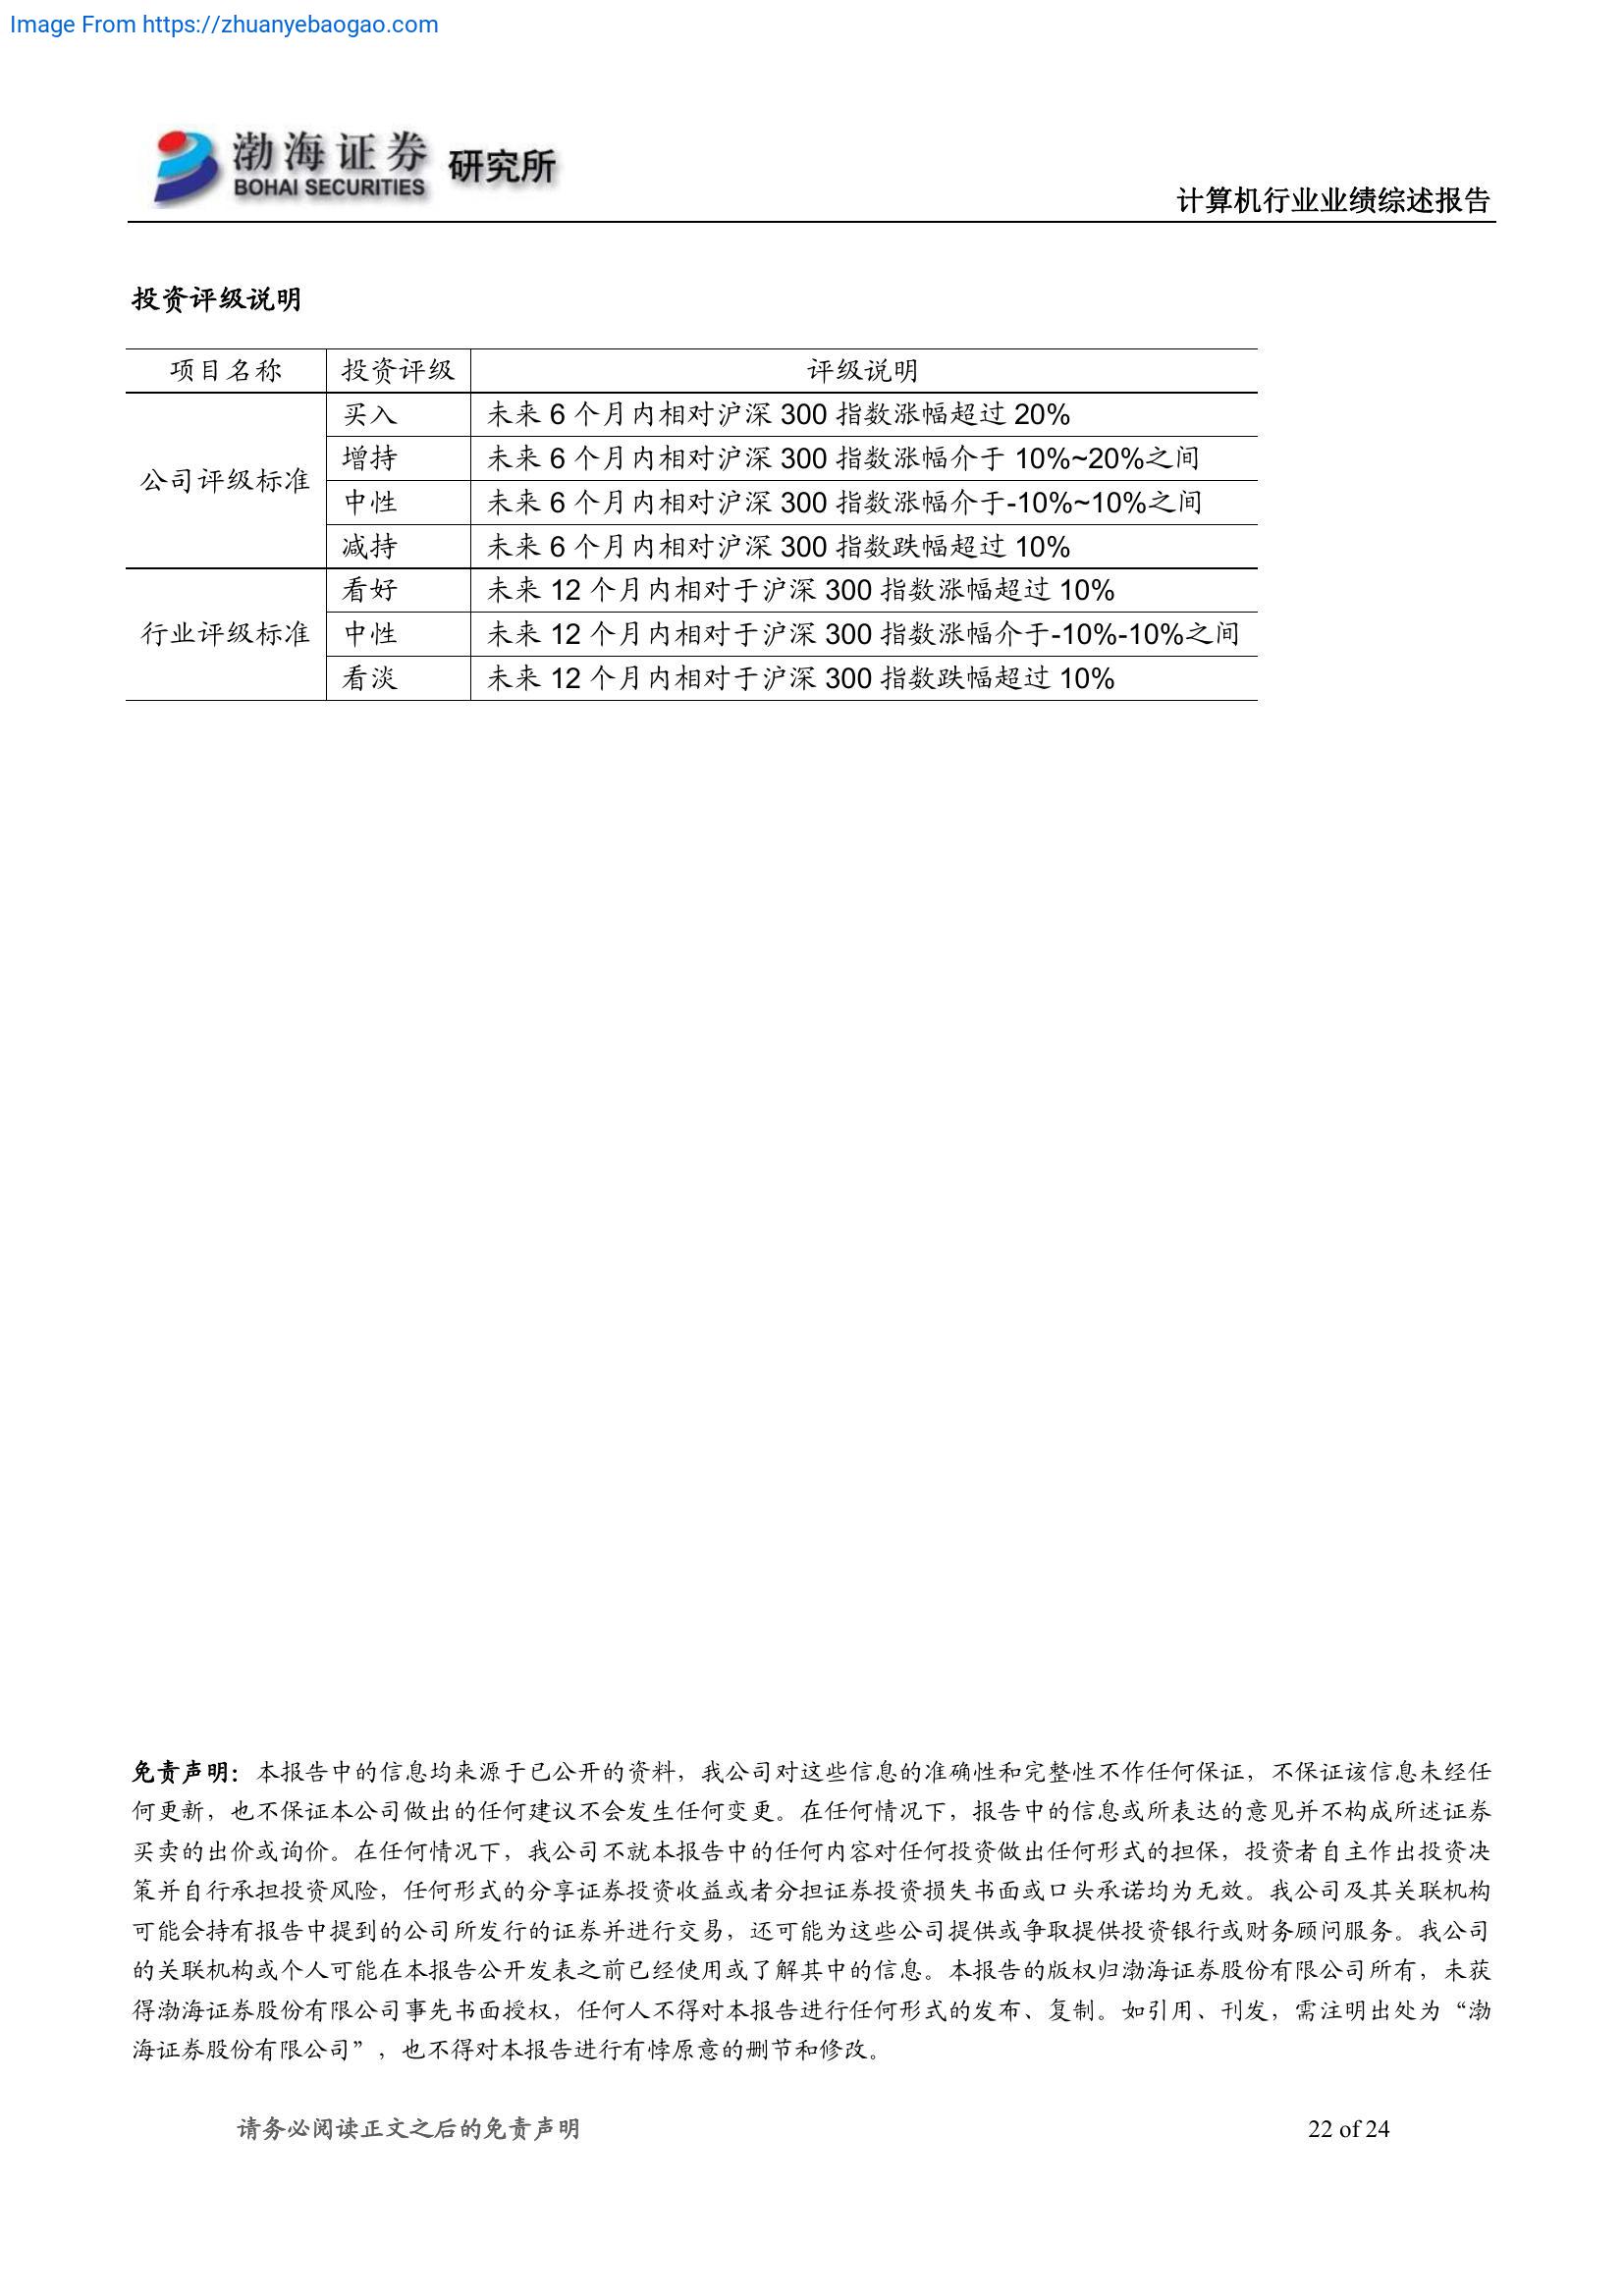 Image From https://zhuanyebaogao.com
渤海证券 研究所
BOHAI SECURITIES
计算机行业业绩综述报告
投资评级说明
项目名称 投资评级 评级说明
公司评级标准
买入 未来 6 个月内相对沪深 300 指数涨幅超过 20%
增持 未来 6 个月内相对沪深 300 指数涨幅介于 10%~20%之间
中性 未来 6 个月内相对沪深 300 指数涨幅介于-10%~10%之间
减持 未来 6 个月内相对沪深 300 指数跌幅超过 10%
行业评级标准
看好 未来 12 个月内相对于沪深 300 指数涨幅超过 10%
中性 未来 12 个月内相对于沪深 300 指数涨幅介于-10%-10%之间
看淡 未来 12 个月内相对于沪深 300 指数跌幅超过 10%
免责声明：本报告中的信息均来源于已公开的资料，我公司对这些信息的准确性和完整性不作任何保证，不保证该信息未经任
何更新，也不保证本公司做出的任何建议不会发生任何变更。在任何情况下，报告中的信息或所表达的意见并不构成所述证券
买卖的出价或询价。在任何情况下，我公司不就本报告中的任何内容对任何投资做出任何形式的担保，投资者自主作出投资决
策并自行承担投资风险，任何形式的分享证券投资收益或者分担证券投资损失书面或口头承诺均为无效。我公司及其关联机构
可能会持有报告中提到的公司所发行的证券并进行交易，还可能为这些公司提供或争取提供投资银行或财务顾问服务。我公司
的关联机构或个人可能在本报告公开发表之前已经使用或了解其中的信息。本报告的版权归渤海证券股份有限公司所有，未获
得渤海证券股份有限公司事先书面授权，任何人不得对本报告进行任何形式的发布、复制。如引用、刊发，需注明出处为“渤
海证券股份有限公司”，也不得对本报告进行有悖原意的删节和修改。
请务必阅读正文之后的免责声明 22 of 24